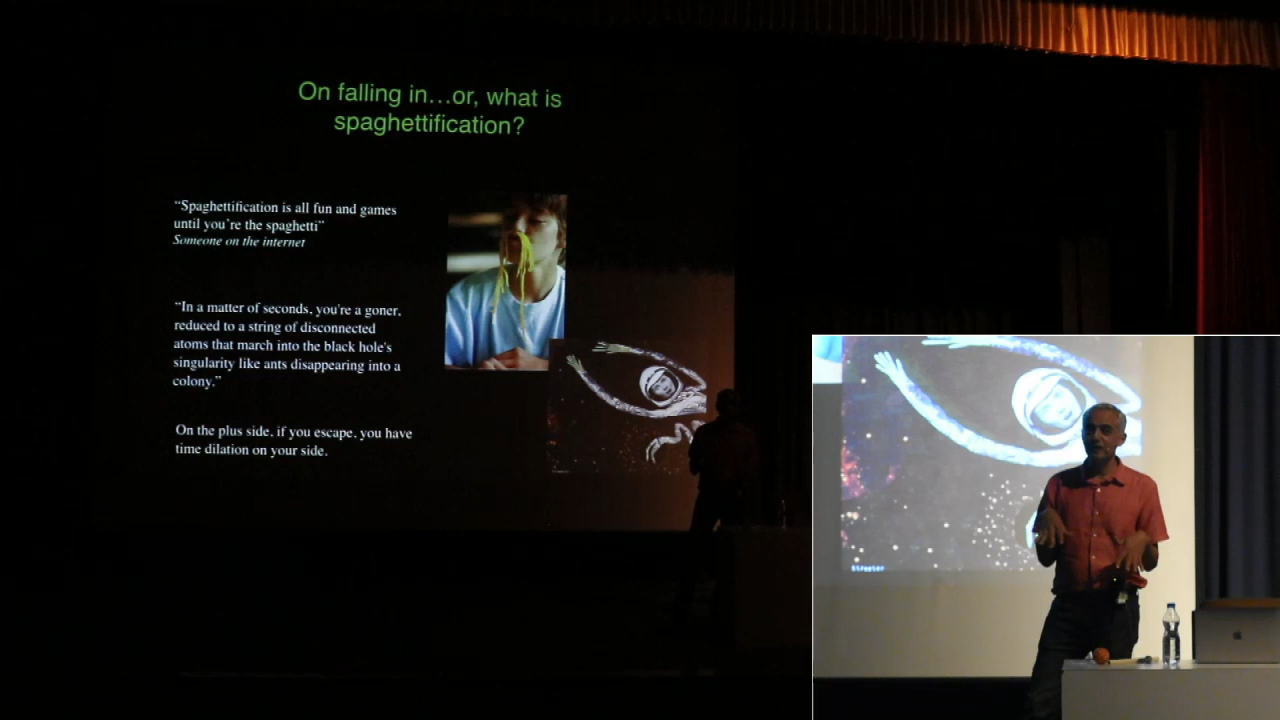 On falling in…or, what is
spaghettification?
“Spaghettification is all fun and games
until you’re the spaghetti”
Someone on the internet
“In a matter of seconds, you're a goner,
reduced to a string of disconnected
atoms that march into the black hole's
singularity like ants disappearing into a
colony.”
On the plus side, if you escape, you have
time dilation on your side.